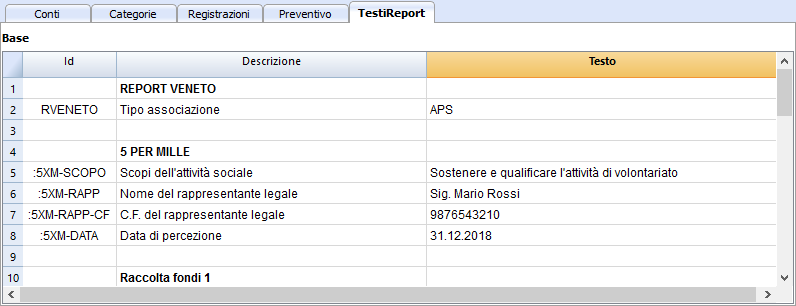 Conti Categorie Registrazioni Preventivo TestiReport
Base
Id Descrizione Testo
1 REPORT VENETO
2 RVENETO Tipo associazione APS
3
4 5 PER MILLE
5 :5XM-SCOPO Scopi dell'attività sociale Sostenere e qualificare l'attività di volontariato
6 :5XM-RAPP Nome del rappresentante legale Sig. Mario Rossi
7 :5XM-RAPP-CF C.F. del rappresentante legale 9876543210
8 :5XM-DATA Data di percezione 31.12.2018
9
10 Raccolta fondi 1